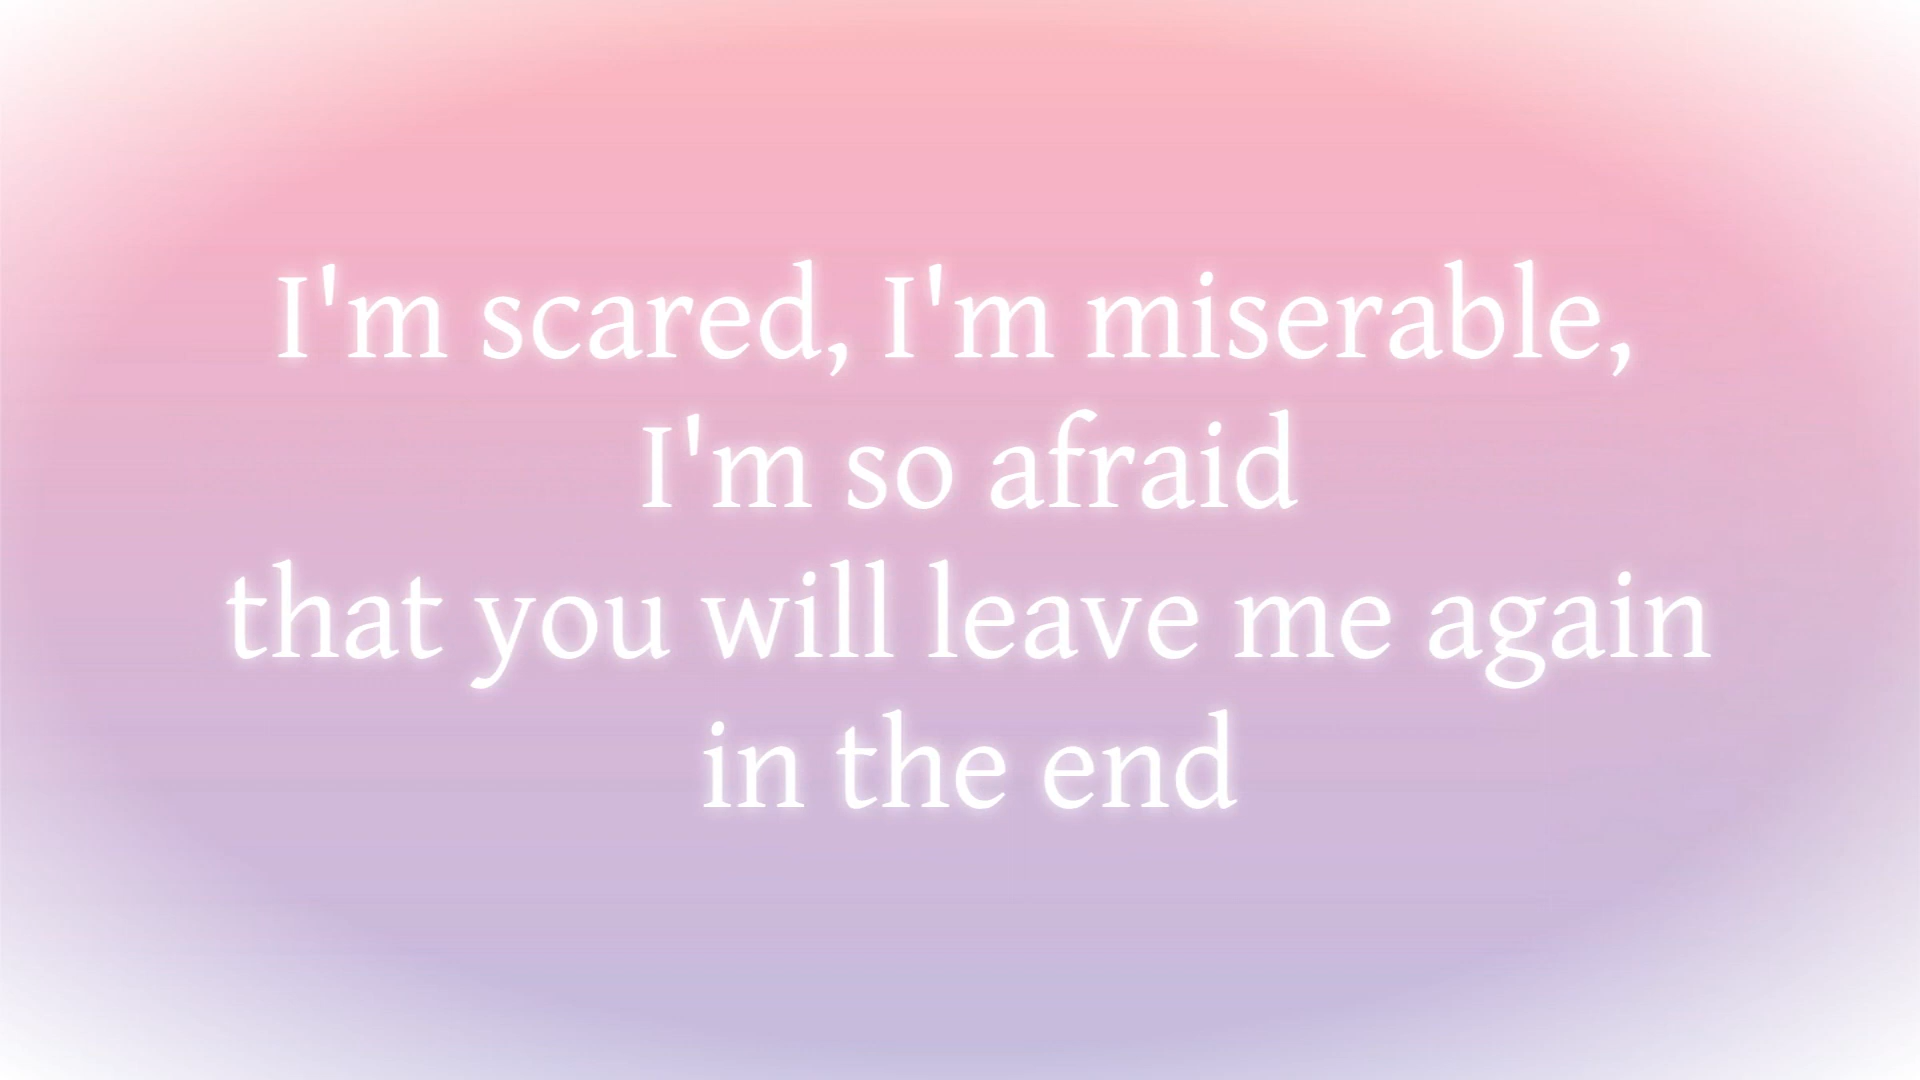 I'm scared, I'm miserable,
I'm so afraid
that you will leave me again
in the end